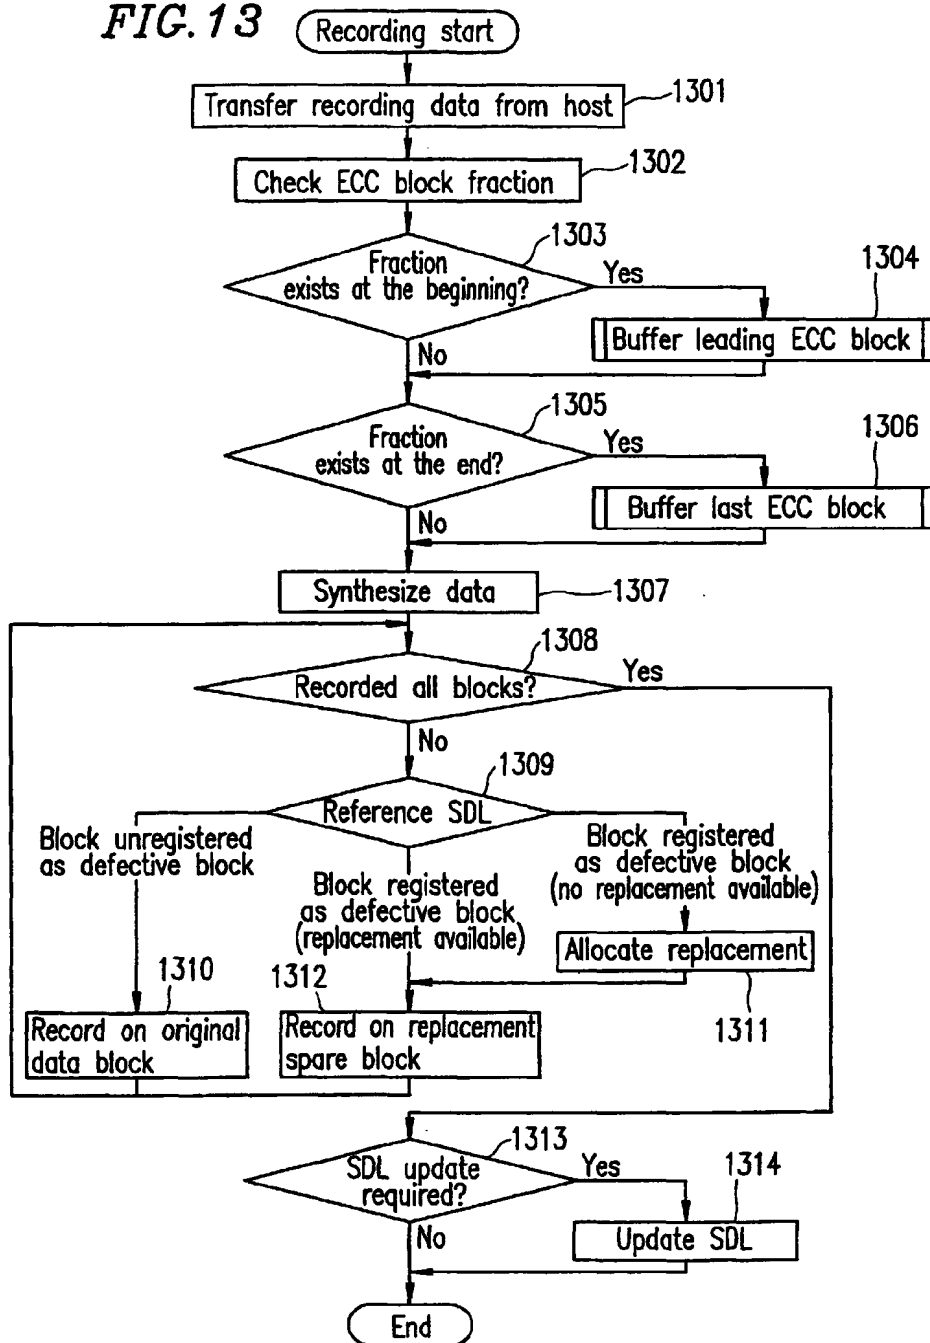 FIG. 13
Recording start
Transfer recording data from host
1301
Check ECC block fraction
1302
1303
Fraction
exists at the beginning?
Yes
1304
Buffer leading ECC block
No
1305
Fraction
exists at the end?
Yes
1306
Buffer last ECC block
No
Synthesize data
1307
1308
Recorded all blocks?
Yes
No
1309
Reference SDL
Block unregistered
as defective block
Block registered
as defective block
(replacement available)
Block registered
as defective block
(no replacement available)
Allocate replacement
1311
1310
Record on original
data block
1312
Record on replacement
spare block
1313
SDL update
required?
Yes
1314
Update SDL
No
End